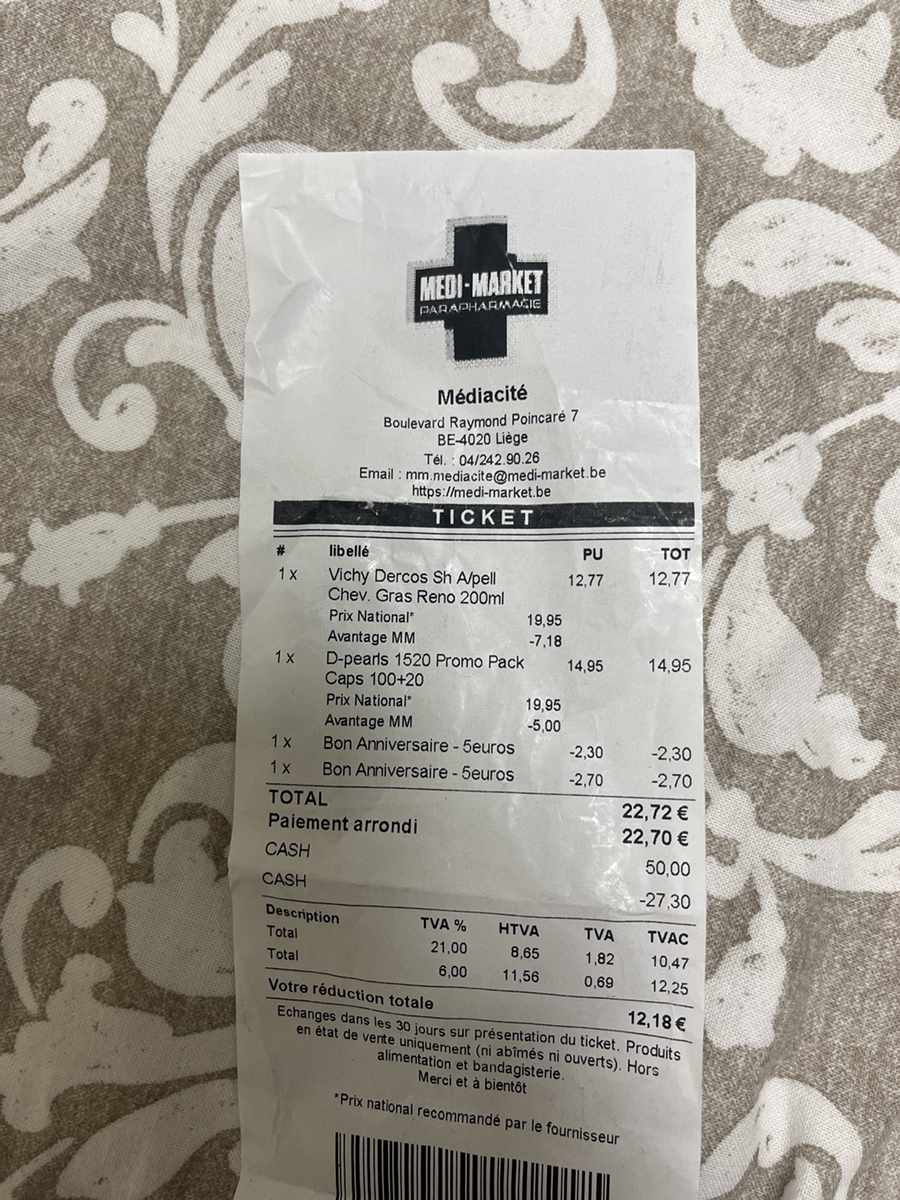 MEDI-MARKET
PARAPHARMACIE
Médiacité
Boulevard Raymond Poincaré 7
BE-4020 Liège
Tél. : 04/242.90.26
Email : mm.mediacite@medi-market.be
https://medi-market.be
TICKET
# libellé PU TOT
1 x Vichy Dercos Sh A/pell 12,77 12,77
Chev. Gras Reno 200ml
Prix National* 19,95
Avantage MM -7,18
1 x D-pearls 1520 Promo Pack 14,95 14,95
Caps 100+20
Prix National* 19,95
Avantage MM -5,00
1 x Bon Anniversaire - 5euros -2,30 -2,30
1 x Bon Anniversaire - 5euros -2,70 -2,70
TOTAL 22,72 €
Paiement arrondi 22,70 €
CASH 50,00
CASH -27,30
Description TVA % HTVA TVA TVAC
Total 21,00 8,65 1,82 10,47
Total 6,00 11,56 0,69 12,25
Votre réduction totale 12,18 €
Echanges dans les 30 jours sur présentation du ticket. Produits
en état de vente uniquement (ni abîmés ni ouverts). Hors
alimentation et bandagisterie.
Merci et à bientôt
*Prix national recommandé par le fournisseur